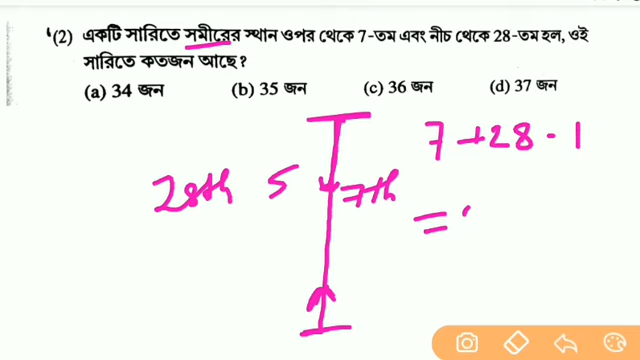 (2) একটি সারিতে সমীরের স্থান ওপর থেকে 7-তম এবং নীচ থেকে 28-তম হল, ওই
সারিতে কতজন আছে?
(a) 34 জন (b) 35 জন (c) 36 জন (d) 37 জন
7+28-1
28th S 7th
=